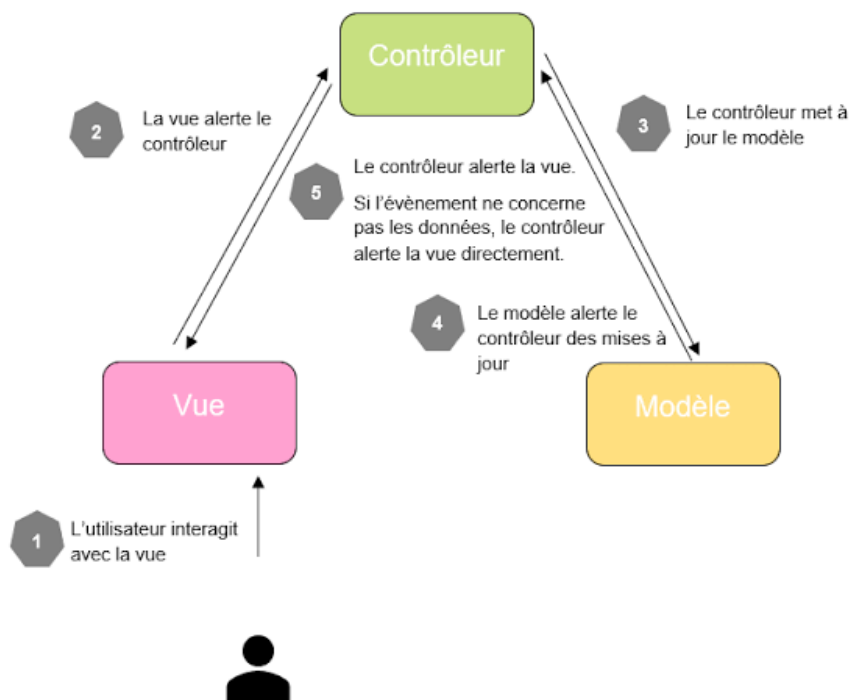 Contrôleur
2
La vue alerte le
contrôleur
3
Le contrôleur met à
jour le modèle
5
Le contrôleur alerte la vue.
Si l'évènement ne concerne
pas les données, le contrôleur
alerte la vue directement.
4
Le modèle alerte le
contrôleur des mises à
jour
Vue
Modèle
1
L'utilisateur interagit
avec la vue